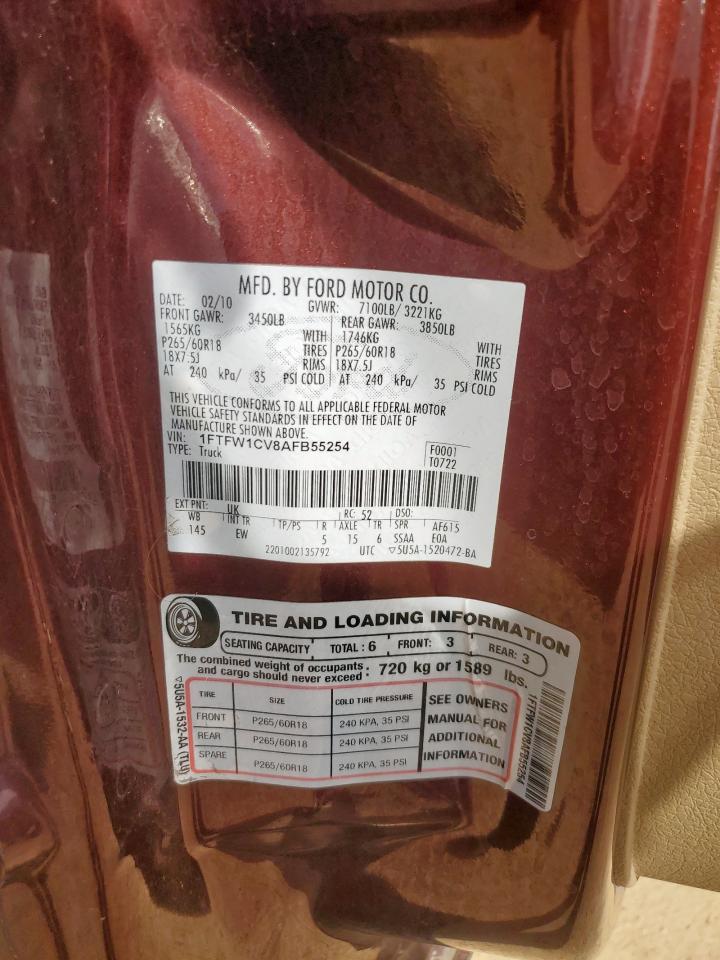 MFD. BY FORD MOTOR CO.
DATE: 02/10 GVWR: 7100LB/ 3221KG
FRONT GAWR: 3450LB REAR GAWR: 3850LB
1565KG WITH 1746KG WITH
P265/60R18 TIRES P265/60R18 TIRES
18X7.5J RIMS 18X7.5J RIMS
AT 240 kPa/ 35 PSI COLD AT 240 kPa/ 35 PSI COLD
THIS VEHICLE CONFORMS TO ALL APPLICABLE FEDERAL MOTOR
VEHICLE SAFETY STANDARDS IN EFFECT ON THE DATE OF
MANUFACTURE SHOWN ABOVE.
VIN: 1FTFW1CV8AFB55254 F0001
TYPE: Truck T0722
EXT PNT: UK RC: 52 DSO:
WB INT TR TP/PS R AXLE TR SPR AF615
145 EW 5 15 6 SSAA EOA
2201002135792 UTC ▽5U5A-1520472-BA
TIRE AND LOADING INFORMATION
SEATING CAPACITY TOTAL : 6 FRONT: 3 REAR: 3
The combined weight of occupants and cargo should never exceed : 720 kg or 1589 lbs.
TIRE SIZE COLD TIRE PRESSURE
FRONT P265/60R18 240 KPA, 35 PSI
REAR P265/60R18 240 KPA, 35 PSI
SPARE P265/60R18 240 KPA, 35 PSI
SEE OWNERS
MANUAL FOR
ADDITIONAL
INFORMATION
▽5U5A-1532-AA (TLU)
1FTFW1CV8AFB55254